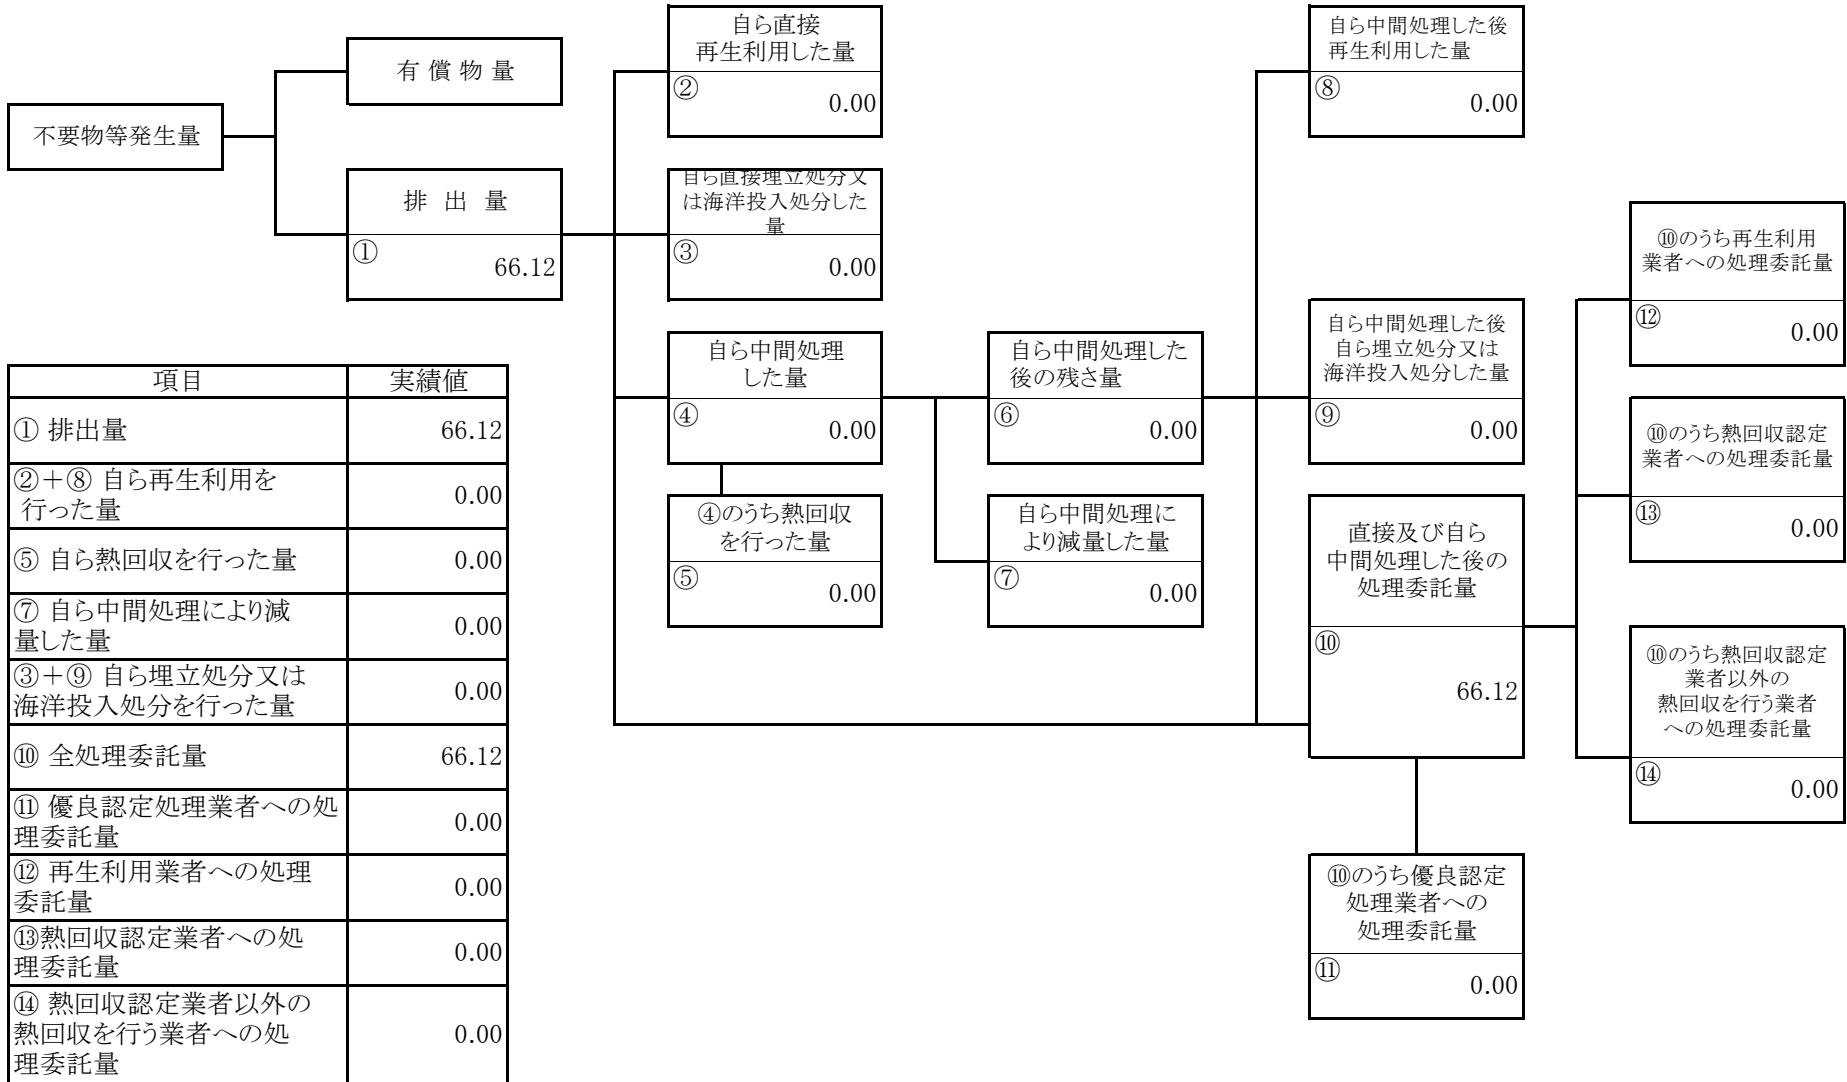 不要物等発生量
有償物量
排出量
①
66.12
自ら直接
再生利用した量
②
0.00
自ら直接埋立処分又
は海洋投入処分した
量
③
0.00
自ら中間処理
した量
④
0.00
④のうち熱回収
を行った量
⑤
0.00
自ら中間処理した
後の残さ量
⑥
0.00
自ら中間処理に
より減量した量
⑦
0.00
自ら中間処理した後
再生利用した量
⑧
0.00
自ら中間処理した後
自ら埋立処分又は
海洋投入処分した量
⑨
0.00
直接及び自ら
中間処理した後の
処理委託量
⑩
66.12
⑩のうち優良認定
処理業者への
処理委託量
⑪
0.00
⑩のうち再生利用
業者への処理委託量
⑫
0.00
⑩のうち熱回収認定
業者への処理委託量
⑬
0.00
⑩のうち熱回収認定
業者以外の
熱回収を行う業者
への処理委託量
⑭
0.00
項目 実績値
① 排出量 66.12
②+⑧ 自ら再生利用を
行った量 0.00
⑤ 自ら熱回収を行った量 0.00
⑦ 自ら中間処理により減
量した量 0.00
③+⑨ 自ら埋立処分又は
海洋投入処分を行った量 0.00
⑩ 全処理委託量 66.12
⑪ 優良認定処理業者への処
理委託量 0.00
⑫ 再生利用業者への処理
委託量 0.00
⑬熱回収認定業者への処
理委託量 0.00
⑭ 熱回収認定業者以外の
熱回収を行う業者への処
理委託量 0.00